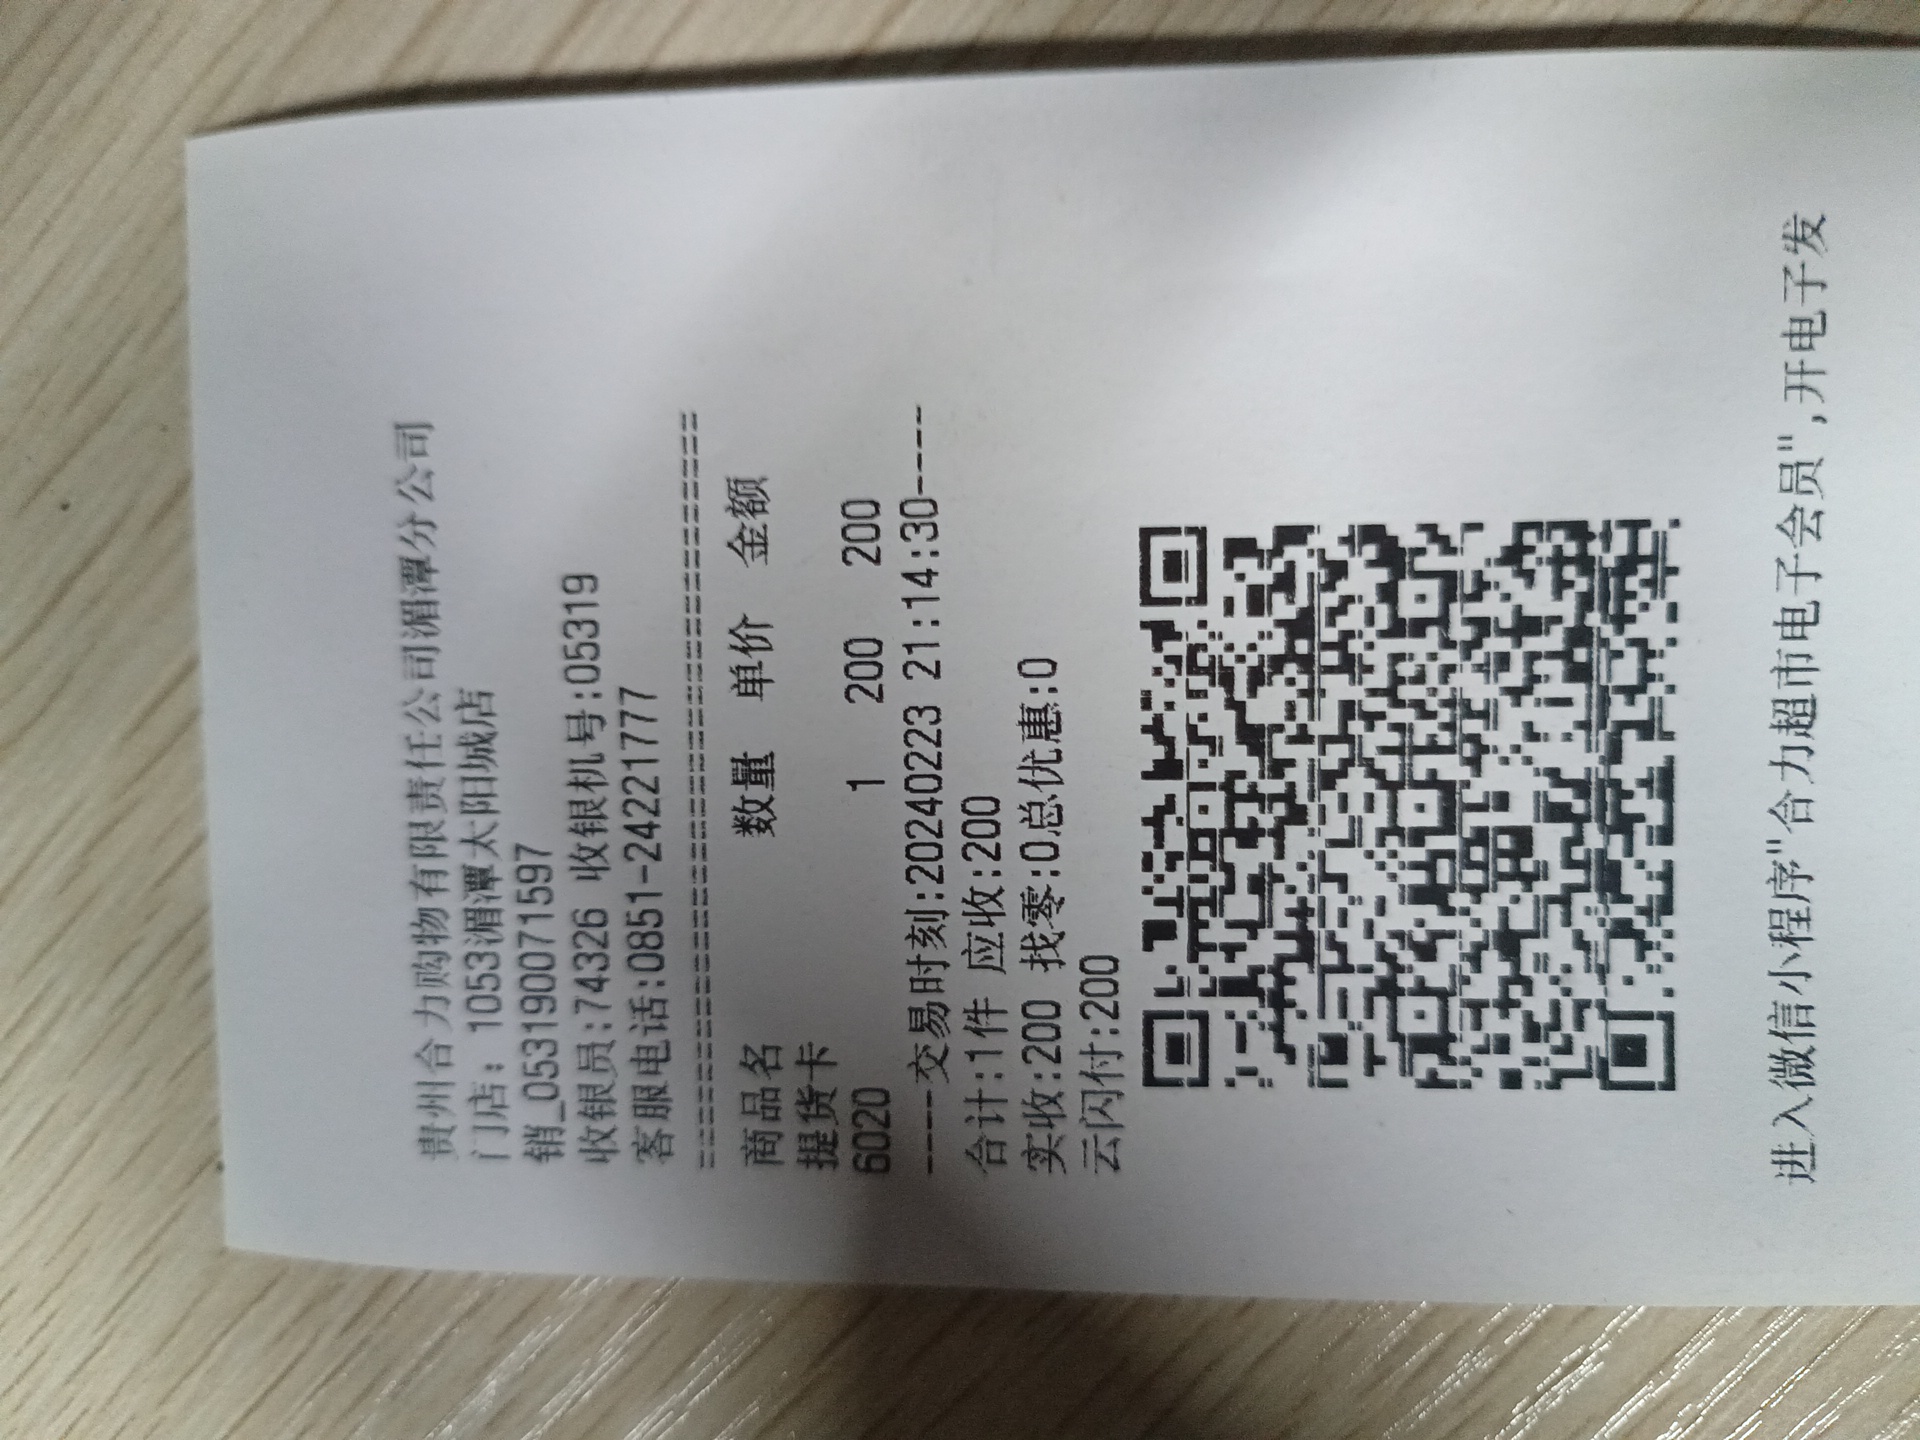 贵州合力购物有限责任公司湄潭分公司
门店: 1053湄潭太阳城店
销_05319007​1597
收银员:74326 收银机号:05319
客服电话:0851-24221777
==========================================
商品名 数量 单价 金额
提货卡
6020 1 200 200
----交易时刻:20240223 21:14:30----
合计:1件 应收:200
实收:200 找零:0总优惠:0
云闪付:200
进入微信小程序"合力超市电子会员",开电子发